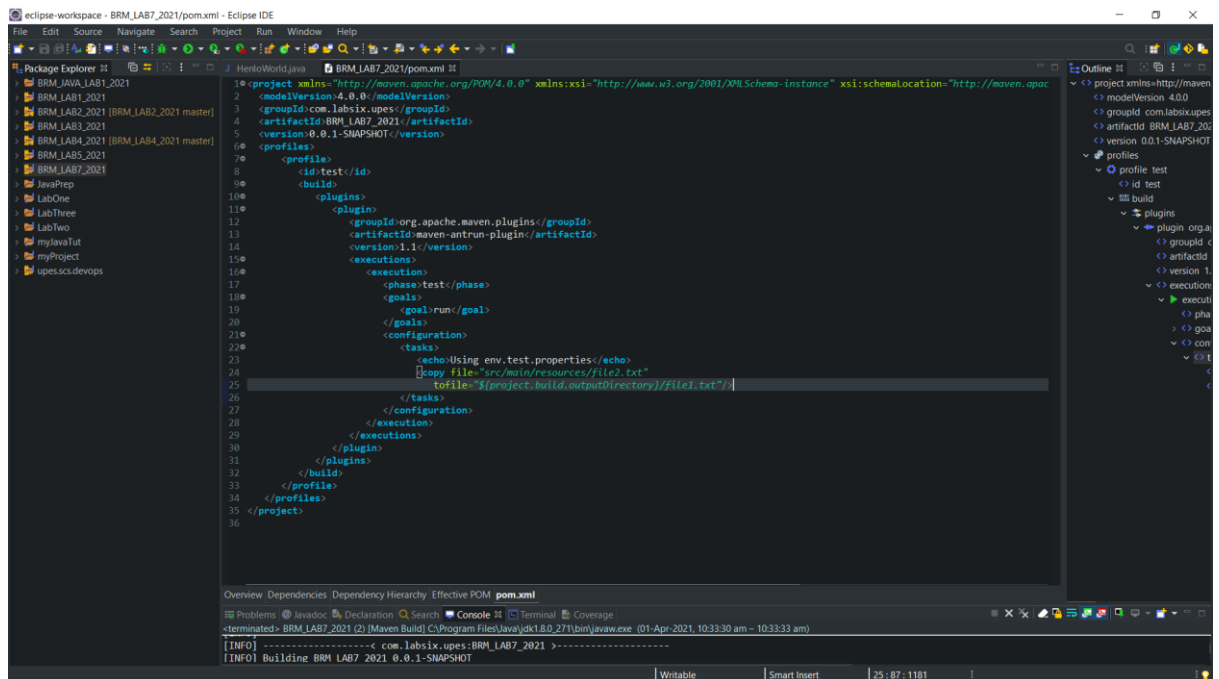 eclipse-workspace - BRM_LAB7_2021/pom.xml - Eclipse IDE
File Edit Source Navigate Search Project Run Window Help
Package Explorer
BRM_JAVA_LAB1_2021
BRM_LAB1_2021
BRM_LAB2_2021 [BRM_LAB2_2021 master]
BRM_LAB3_2021
BRM_LAB4_2021 [BRM_LAB4_2021 master]
BRM_LAB5_2021
BRM_LAB7_2021
JavaPrep
LabOne
LabThree
LabTwo
myJavaTut
myProject
upes.scs.devops
HenloWorld.java BRM_LAB7_2021/pom.xml
1 <project xmlns="http://maven.apache.org/POM/4.0.0" xmlns:xsi="http://www.w3.org/2001/XMLSchema-instance" xsi:schemaLocation="http://maven.apac
2 <modelVersion>4.0.0</modelVersion>
3 <groupId>com.labsix.upes</groupId>
4 <artifactId>BRM_LAB7_2021</artifactId>
5 <version>0.0.1-SNAPSHOT</version>
6 <profiles>
7 <profile>
8 <id>test</id>
9 <build>
10 <plugins>
11 <plugin>
12 <groupId>org.apache.maven.plugins</groupId>
13 <artifactId>maven-antrun-plugin</artifactId>
14 <version>1.1</version>
15 <executions>
16 <execution>
17 <phase>test</phase>
18 <goals>
19 <goal>run</goal>
20 </goals>
21 <configuration>
22 <tasks>
23 <echo>Using env.test.properties</echo>
24 <copy file="src/main/resources/file2.txt"
25 tofile="${project.build.outputDirectory}/file1.txt"/>
26 </tasks>
27 </configuration>
28 </execution>
29 </executions>
30 </plugin>
31 </plugins>
32 </build>
33 </profile>
34 </profiles>
35 </project>
36
Overview Dependencies Dependency Hierarchy Effective POM pom.xml
Outline
project xmlns=http://maven
modelVersion 4.0.0
groupId com.labsix.upes
artifactId BRM_LAB7_202
version 0.0.1-SNAPSHOT
profiles
profile test
id test
build
plugins
plugin org.a
groupId
artifactId
version 1.
execution
executi
pha
goa
con
t
Problems Javadoc Declaration Search Console Terminal Coverage
<terminated> BRM_LAB7_2021 (2) [Maven Build] C:\Program Files\Java\jdk1.8.0_271\bin\javaw.exe (01-Apr-2021, 10:33:30 am – 10:33:33 am)
[INFO] -------------------< com.labsix.upes:BRM_LAB7_2021 >--------------------
[INFO] Building BRM_LAB7_2021 0.0.1-SNAPSHOT
Writable Smart Insert 25 : 87 : 1181